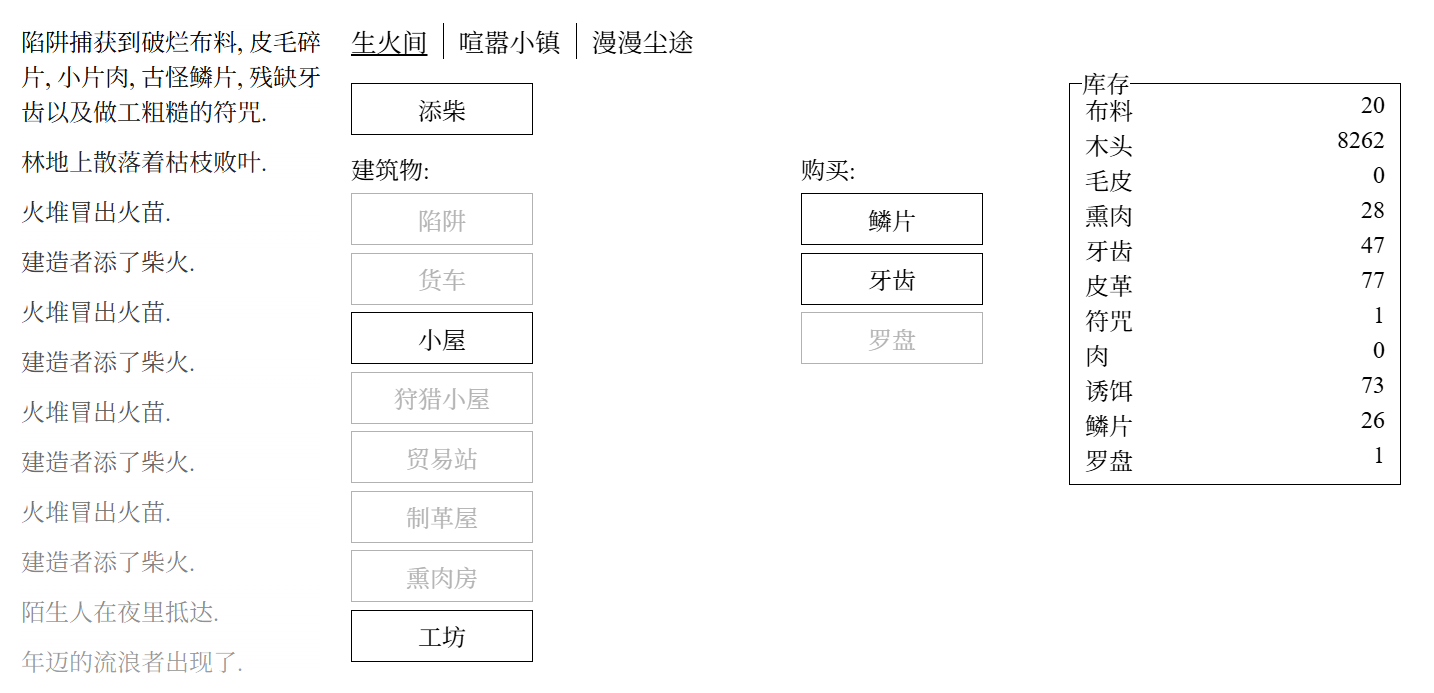 陷阱捕获到破烂布料, 皮毛碎
片, 小片肉, 古怪鳞片, 残缺牙
齿以及做工粗糙的符咒.
林地上散落着枯枝败叶.
火堆冒出火苗.
建造者添了柴火.
火堆冒出火苗.
建造者添了柴火.
火堆冒出火苗.
建造者添了柴火.
火堆冒出火苗.
建造者添了柴火.
陌生人在夜里抵达.
年迈的流浪者出现了.
生火间 | 喧嚣小镇 | 漫漫尘途
添柴
建筑物:
陷阱
货车
小屋
狩猎小屋
贸易站
制革屋
熏肉房
工坊
购买:
鳞片
牙齿
罗盘
库存
布料 20
木头 8262
毛皮 0
熏肉 28
牙齿 47
皮革 77
符咒 1
肉 0
诱饵 73
鳞片 26
罗盘 1